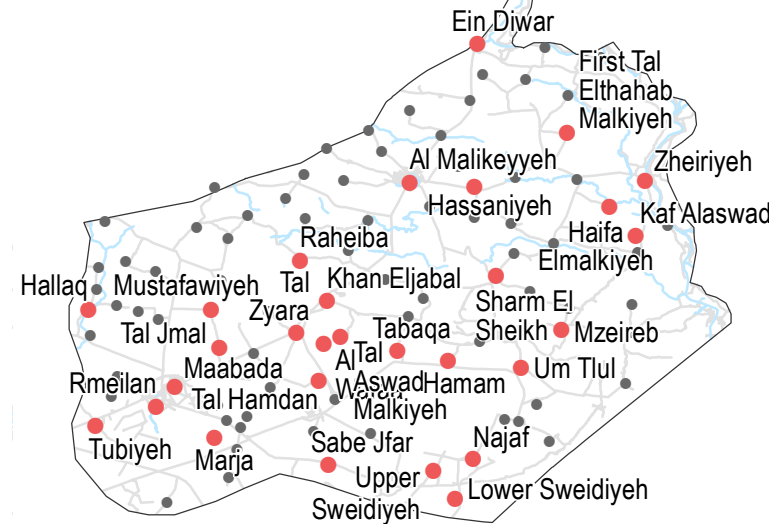 Ein Diwar
First Tal
Elthahab
Malkiyeh
Al Malikeyyeh
Zheiriyeh
Hassaniyeh
Kaf Alaswad
Haifa
Raheiba
Elmalkiyeh
Hallaq
Mustafawiyeh
Tal
Zyara
Khan Eljabal
Sharm El
Sheikh
Mzeireb
Tal Jmal
Tabaqa
Maabada
Al
Tal
Aswad
Malkiyeh
Hamam
Um Tlul
Rmeilan
Tal Hamdan
Tubiyeh
Marja
Sabe Jfar
Najaf
Upper
Sweidiyeh
Lower Sweidiyeh